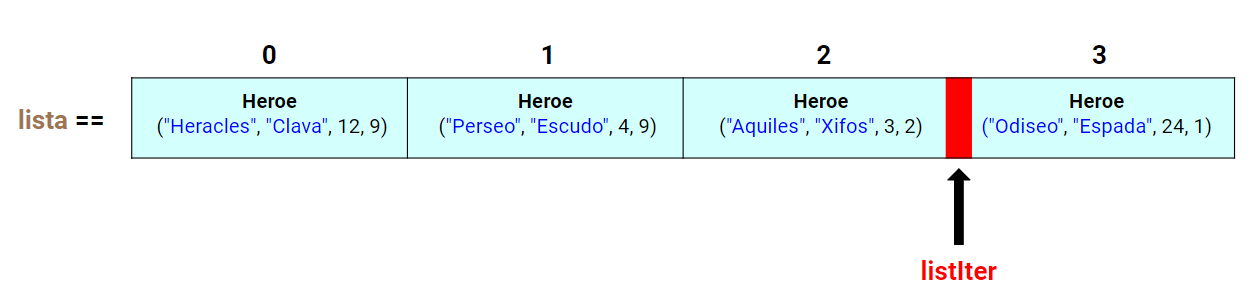 0 1 2 3
lista ==
Heroe
("Heracles", "Clava", 12, 9)
Heroe
("Perseo", "Escudo", 4, 9)
Heroe
("Aquiles", "Xifos", 3, 2)
Heroe
("Odiseo", "Espada", 24, 1)
listIter